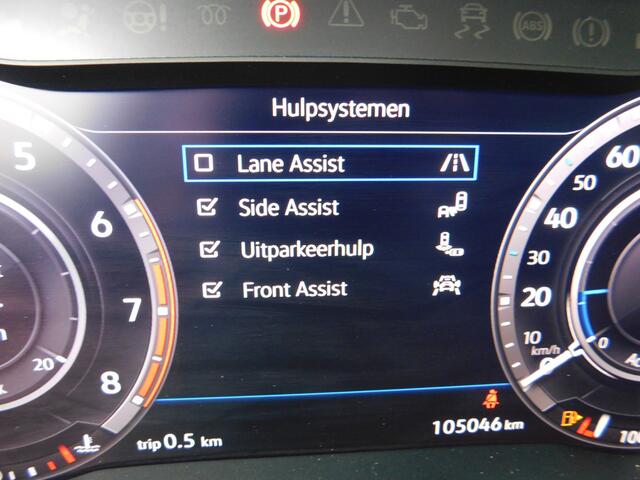 P
ABS
Hulpsystemen
Lane Assist
Side Assist
Uitparkeerhulp
Front Assist
5
6
7
8
20
60
50
40
30
20
10
km/h
0
trip 0.5 km
105046 km